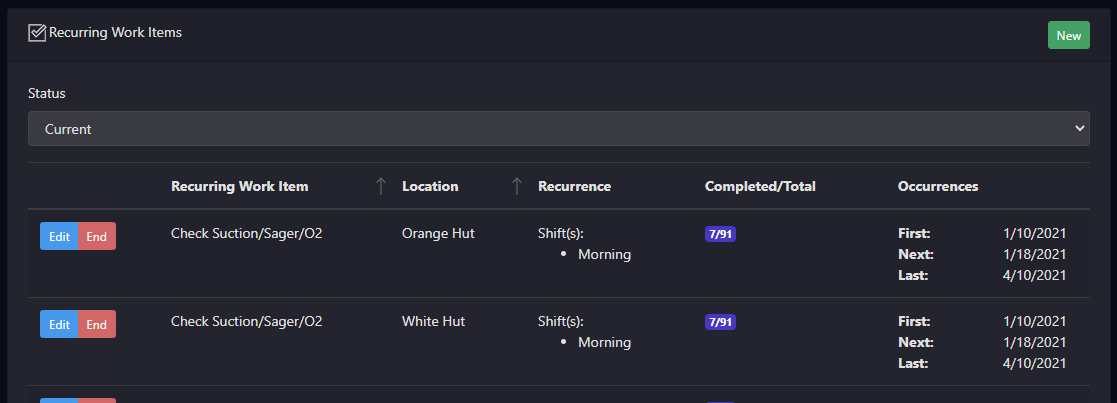 Recurring Work Items
New
Status
Current
Recurring Work Item Location Recurrence Completed/Total Occurrences
Edit End Check Suction/Sager/O2 Orange Hut Shift(s): 7/91 First: 1/10/2021
Morning Next: 1/18/2021
Last: 4/10/2021
Edit End Check Suction/Sager/O2 White Hut Shift(s): 7/91 First: 1/10/2021
Morning Next: 1/18/2021
Last: 4/10/2021